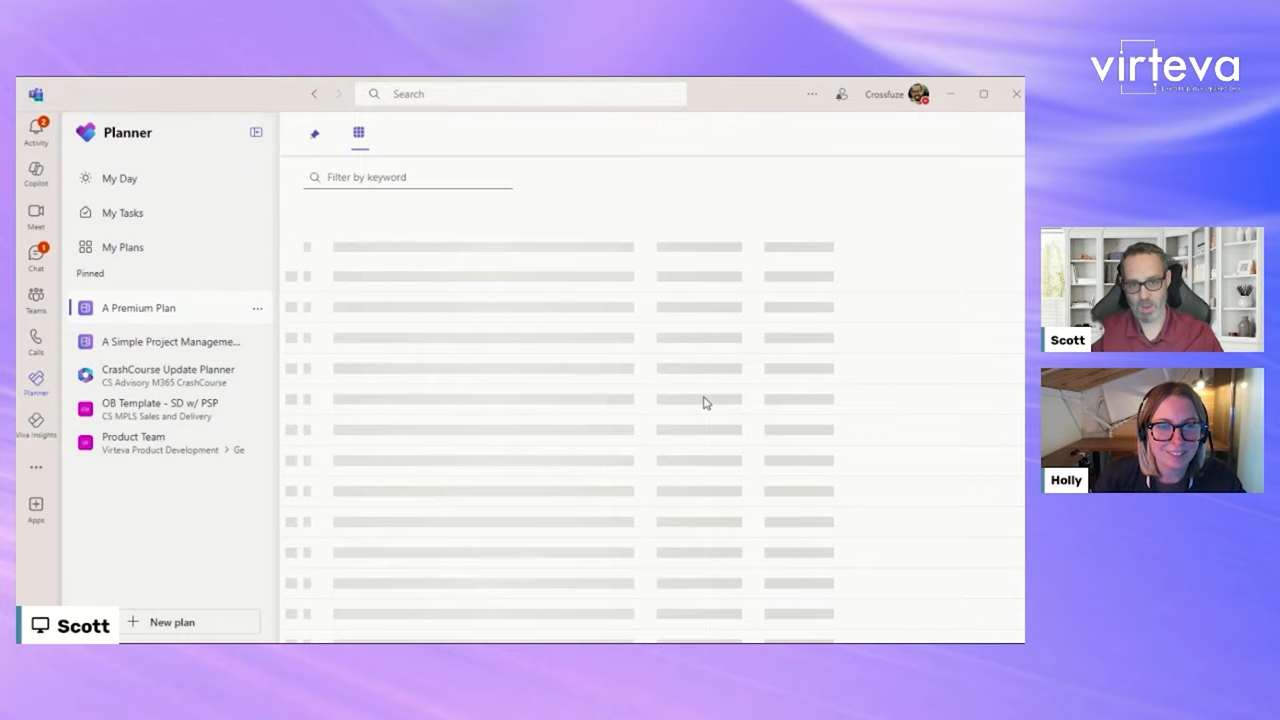 virteva
Search
Crossfuze
2
Activity
Copilot
Meet
1
Chat
Teams
Calls
Planner
Viva Insights
Apps
Planner
My Day
My Tasks
My Plans
Pinned
A Premium Plan
A Simple Project Manageme...
CrashCourse Update Planner
CS Advisory M365 CrashCourse
OB Template - SD w/ PSP
CS MPLS Sales and Delivery
Product Team
Virteva Product Development > Ge
New plan
Filter by keyword
Scott
Scott
Holly